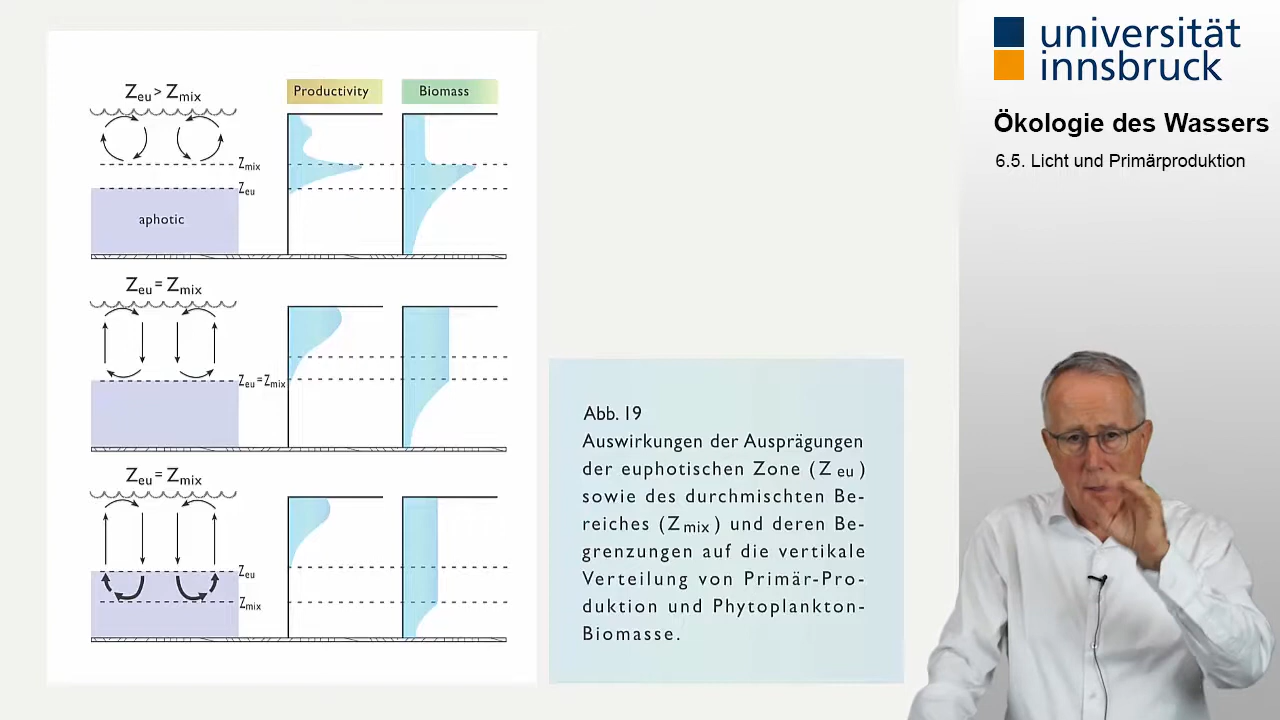 universität
innsbruck
Ökologie des Wassers
6.5. Licht und Primärproduktion
Zeu > Zmix
Productivity
Biomass
Zmix
Zeu
aphotic
Zeu = Zmix
Zeu = Zmix
Zeu = Zmix
Zeu
Zmix
Abb. 19
Auswirkungen der Ausprägungen
der euphotischen Zone (Z eu)
sowie des durchmischten Be-
reiches (Z mix) und deren Be-
grenzungen auf die vertikale
Verteilung von Primär-Pro-
duktion und Phytoplankton-
Biomasse.